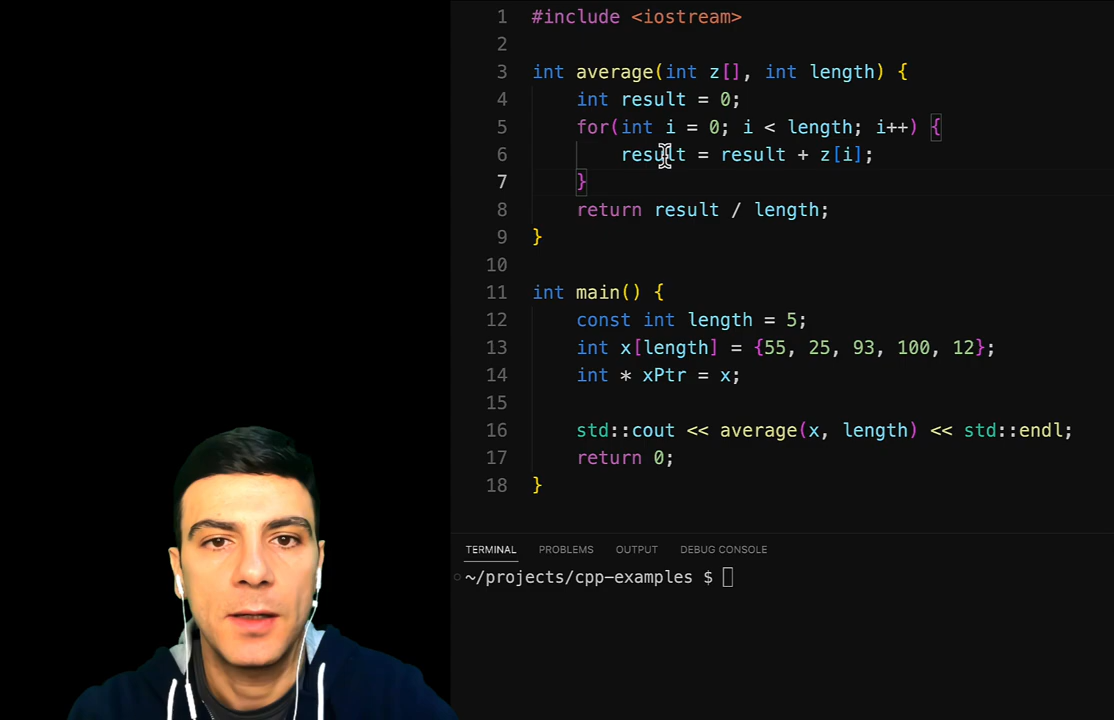 1 #include <iostream>
2
3 int average(int z[], int length) {
4 int result = 0;
5 for(int i = 0; i < length; i++) {
6 result = result + z[i];
7 }
8 return result / length;
9 }
10
11 int main() {
12 const int length = 5;
13 int x[length] = {55, 25, 93, 100, 12};
14 int * xPtr = x;
15
16 std::cout << average(x, length) << std::endl;
17 return 0;
18 }
TERMINAL PROBLEMS OUTPUT DEBUG CONSOLE
~/projects/cpp-examples $